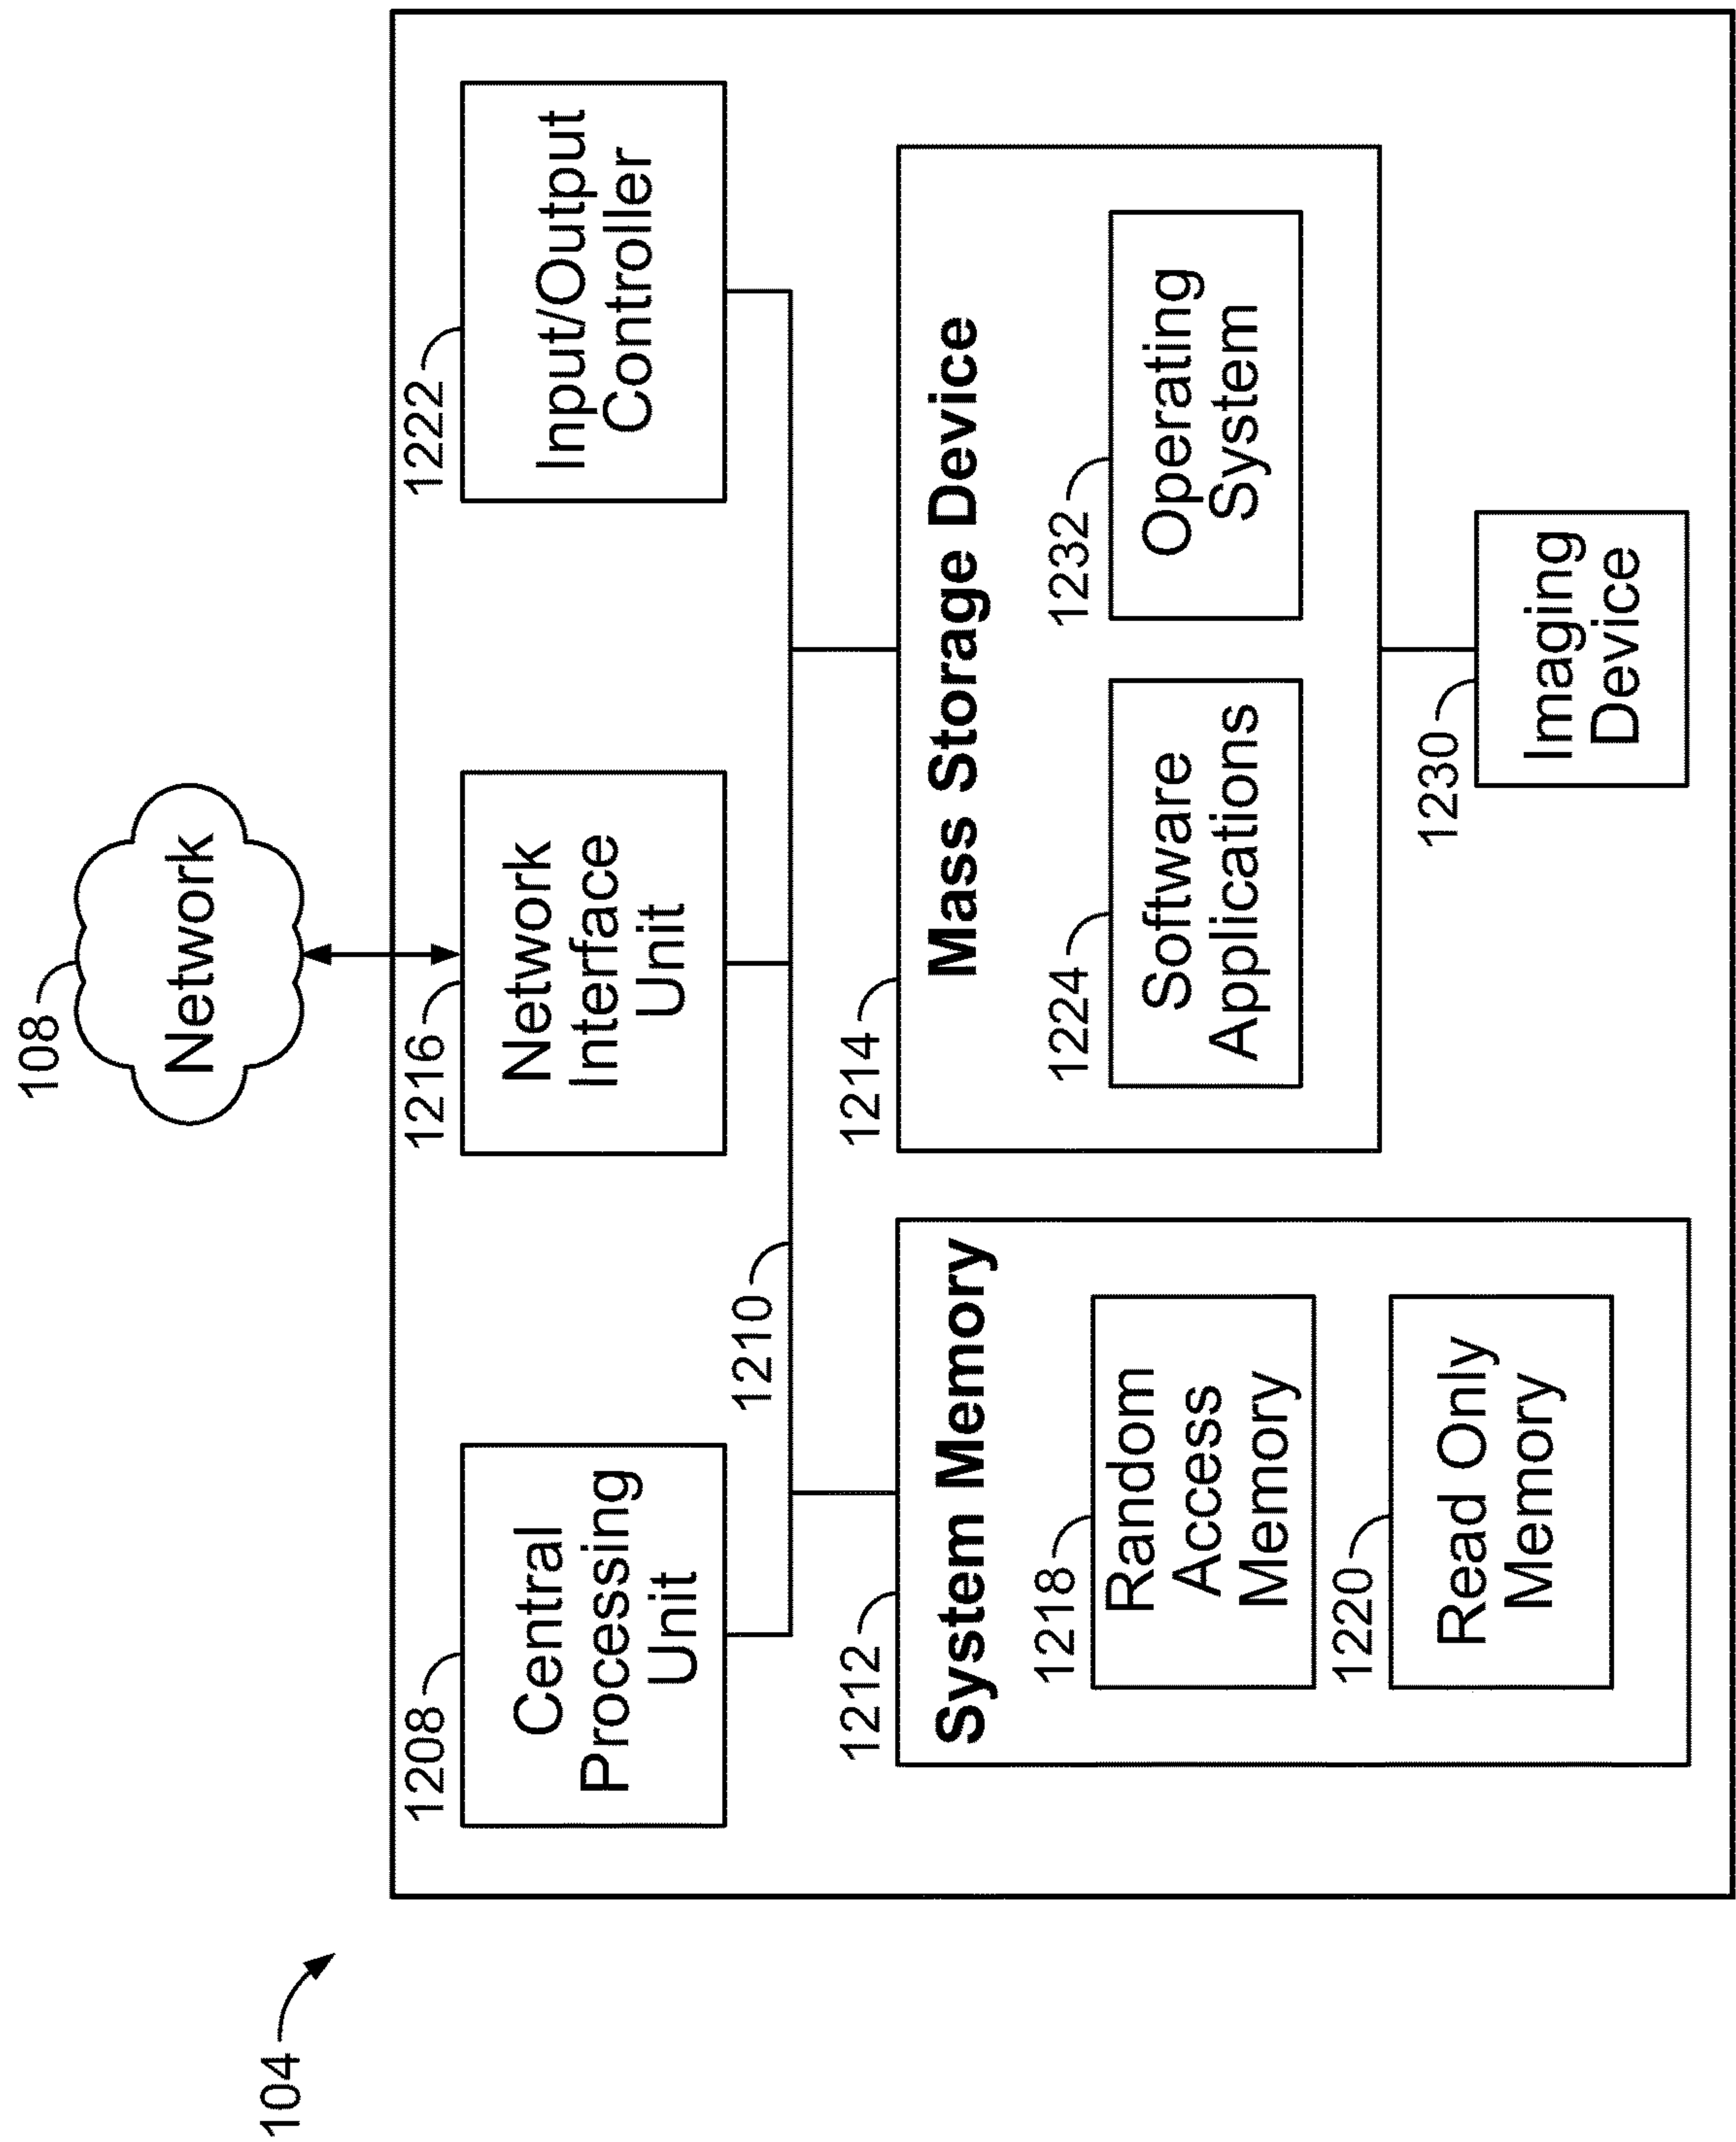 104
108
Network
1208
Central
Processing
Unit
1216
Network
Interface
Unit
1222
Input/Output
Controller
1210
1212
System Memory
1218
Random
Access
Memory
1220
Read Only
Memory
1214
Mass Storage Device
1224
Software
Applications
1232
Operating
System
1230
Imaging
Device